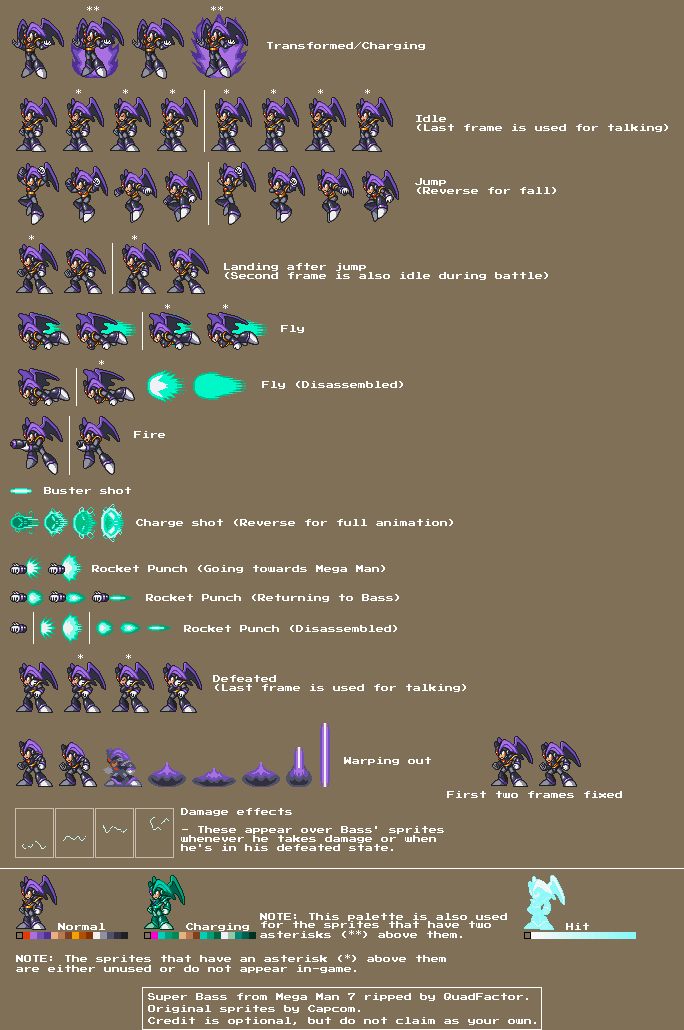 ** **
Transformed/Charging
* * * * * * *
Idle
(Last frame is used for talking)
Jump
(Reverse for fall)
* *
Landing after jump
(Second frame is also idle during battle)
* *
Fly
*
Fly (Disassembled)
Fire
Buster shot
Charge shot (Reverse for full animation)
Rocket Punch (Going towards Mega Man)
Rocket Punch (Returning to Bass)
Rocket Punch (Disassembled)
* *
Defeated
(Last frame is used for talking)
Warping out
First two frames fixed
Damage effects
- These appear over Bass' sprites
whenever he takes damage or when
he's in his defeated state.
Normal
Charging
NOTE: This palette is also used
for the sprites that have two
asterisks (**) above them.
Hit
NOTE: The sprites that have an asterisk (*) above them
are either unused or do not appear in-game.
Super Bass from Mega Man 7 ripped by QuadFactor.
Original sprites by Capcom.
Credit is optional, but do not claim as your own.